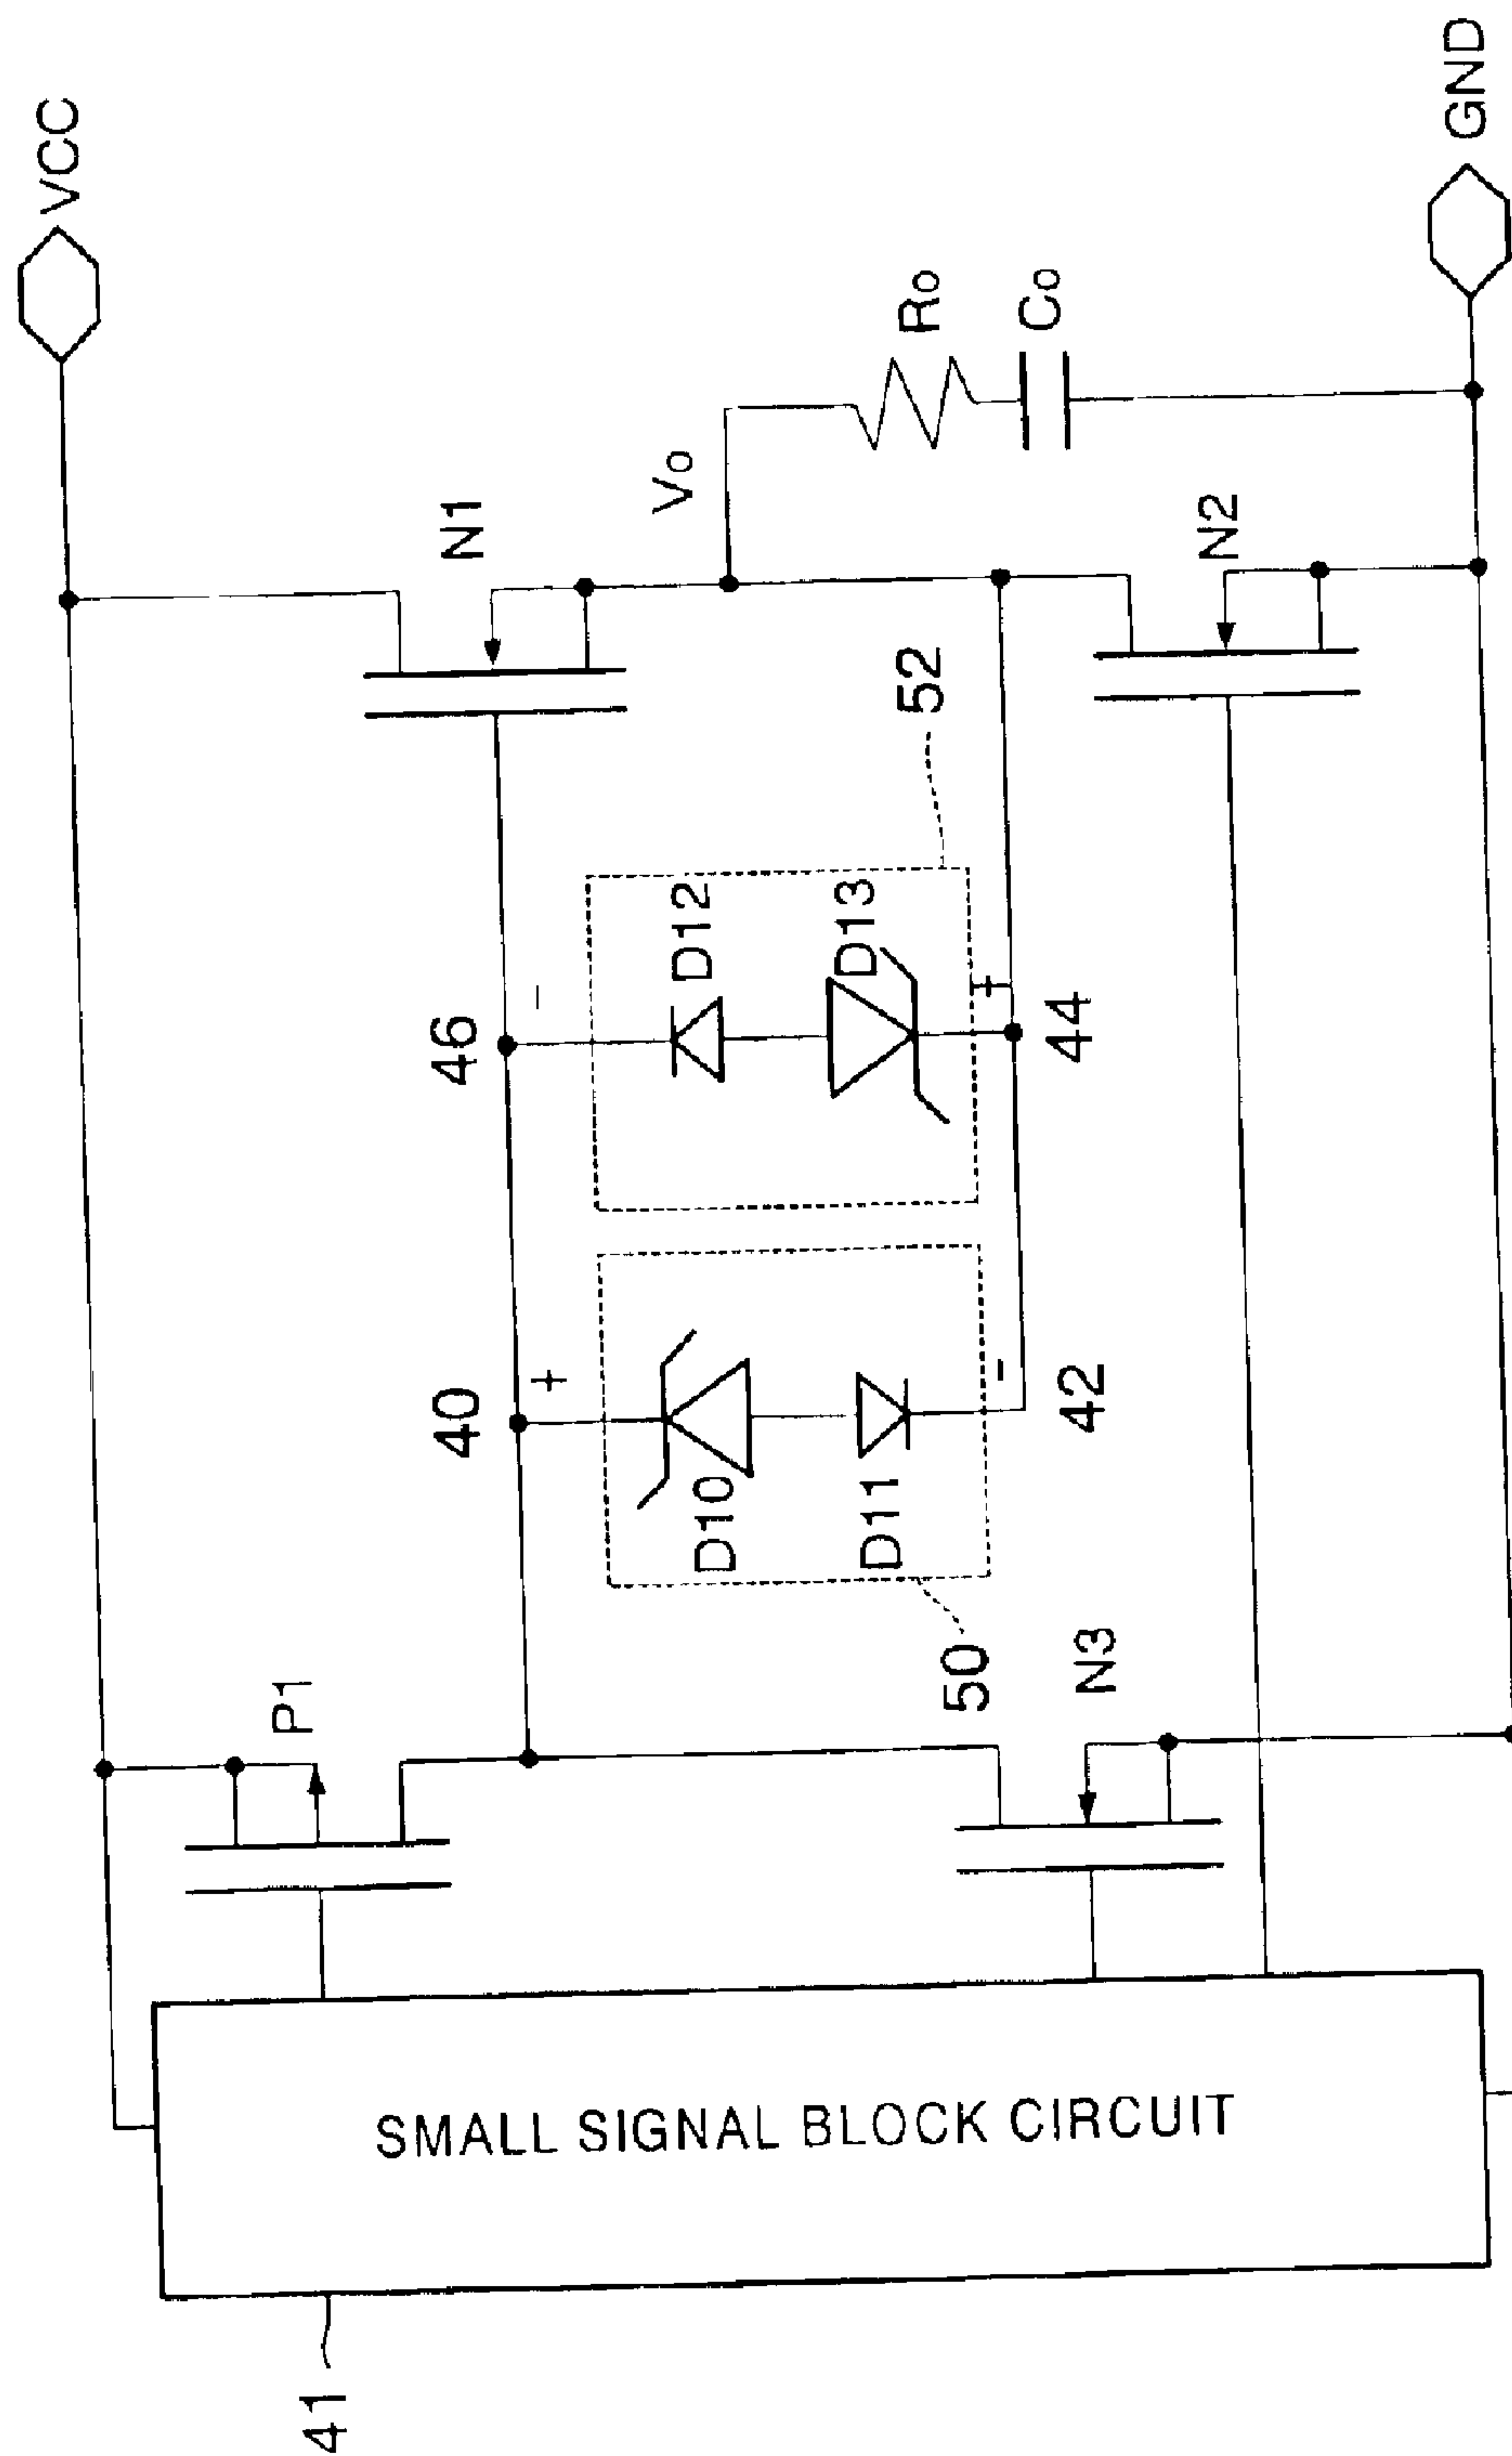 VCC
P1
N1
40
46
+
-
Vo
D10
D12
Ro
41
SMALL SIGNAL BLOCK CIRCUIT
D11
D13
52
Co
50
-
+
N3
42
44
N2
GND